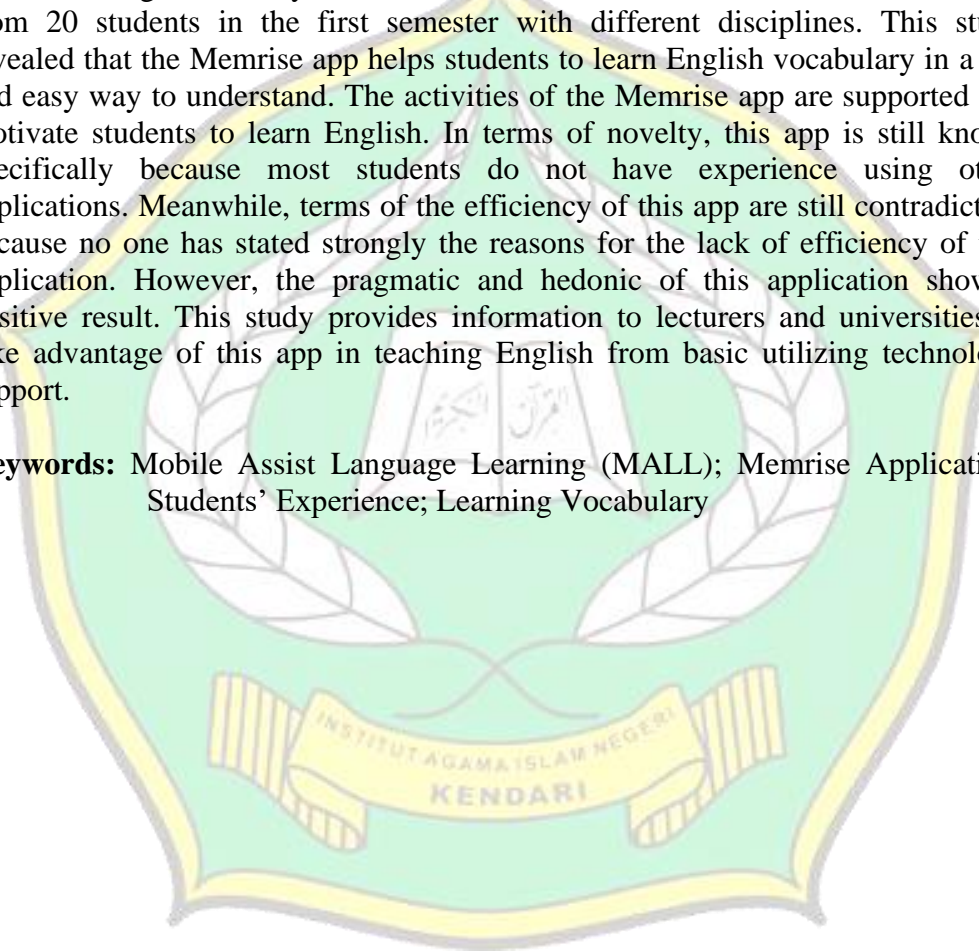 20 students in the first semester with different disciplines. This
that the Memrise app helps students to learn English vocabulary in a
easy way to understand. The activities of the Memrise app are supported
students to learn English. In terms of novelty, this app is still
because most students do not have experience using
Meanwhile, terms of the efficiency of this app are still
no one has stated strongly the reasons for the lack of efficiency of
However, the pragmatic and hedonic of this application
result. This study provides information to lecturers and universities
advantage of this app in teaching English from basic utilizing
Mobile Assist Language Learning (MALL); Memrise
Students’ Experience; Learning Vocabulary
INSTITUT AGAMA ISLAM NEGERI
KENDARI